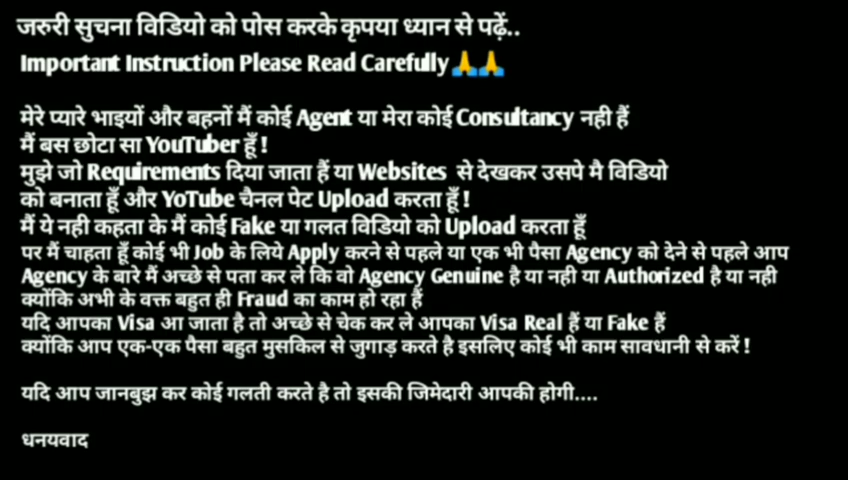 जरुरी सुचना विडियो को पोस करके कृपया ध्यान से पढ़ें..
Important Instruction Please Read Carefully🙏🙏
मेरे प्यारे भाइयों और बहनों मैं कोई Agent या मेरा कोई Consultancy नही हैं
मैं बस छोटा सा YouTuber हूँ !
मुझे जो Requirements दिया जाता हैं या Websites से देखकर उसपे मै विडियो
को बनाता हूँ और YoTube चैनल पेट Upload करता हूँ !
मैं ये नही कहता के मैं कोई Fake या गलत विडियो को Upload करता हूँ
पर मैं चाहता हूँ कोई भी Job के लिये Apply करने से पहले या एक भी पैसा Agency को देने से पहले आप
Agency के बारे मैं अच्छे से पता कर ले कि वो Agency Genuine है या नही या Authorized है या नही
क्योंकि अभी के वक्त बहुत ही Fraud का काम हो रहा हैं
यदि आपका Visa आ जाता है तो अच्छे से चेक कर ले आपका Visa Real हैं या Fake हैं
क्योंकि आप एक-एक पैसा बहुत मुसकिल से जुगाड़ करते है इसलिए कोई भी काम सावधानी से करें !
यदि आप जानबुझ कर कोई गलती करते है तो इसकी जिमेदारी आपकी होगी....
धनयवाद